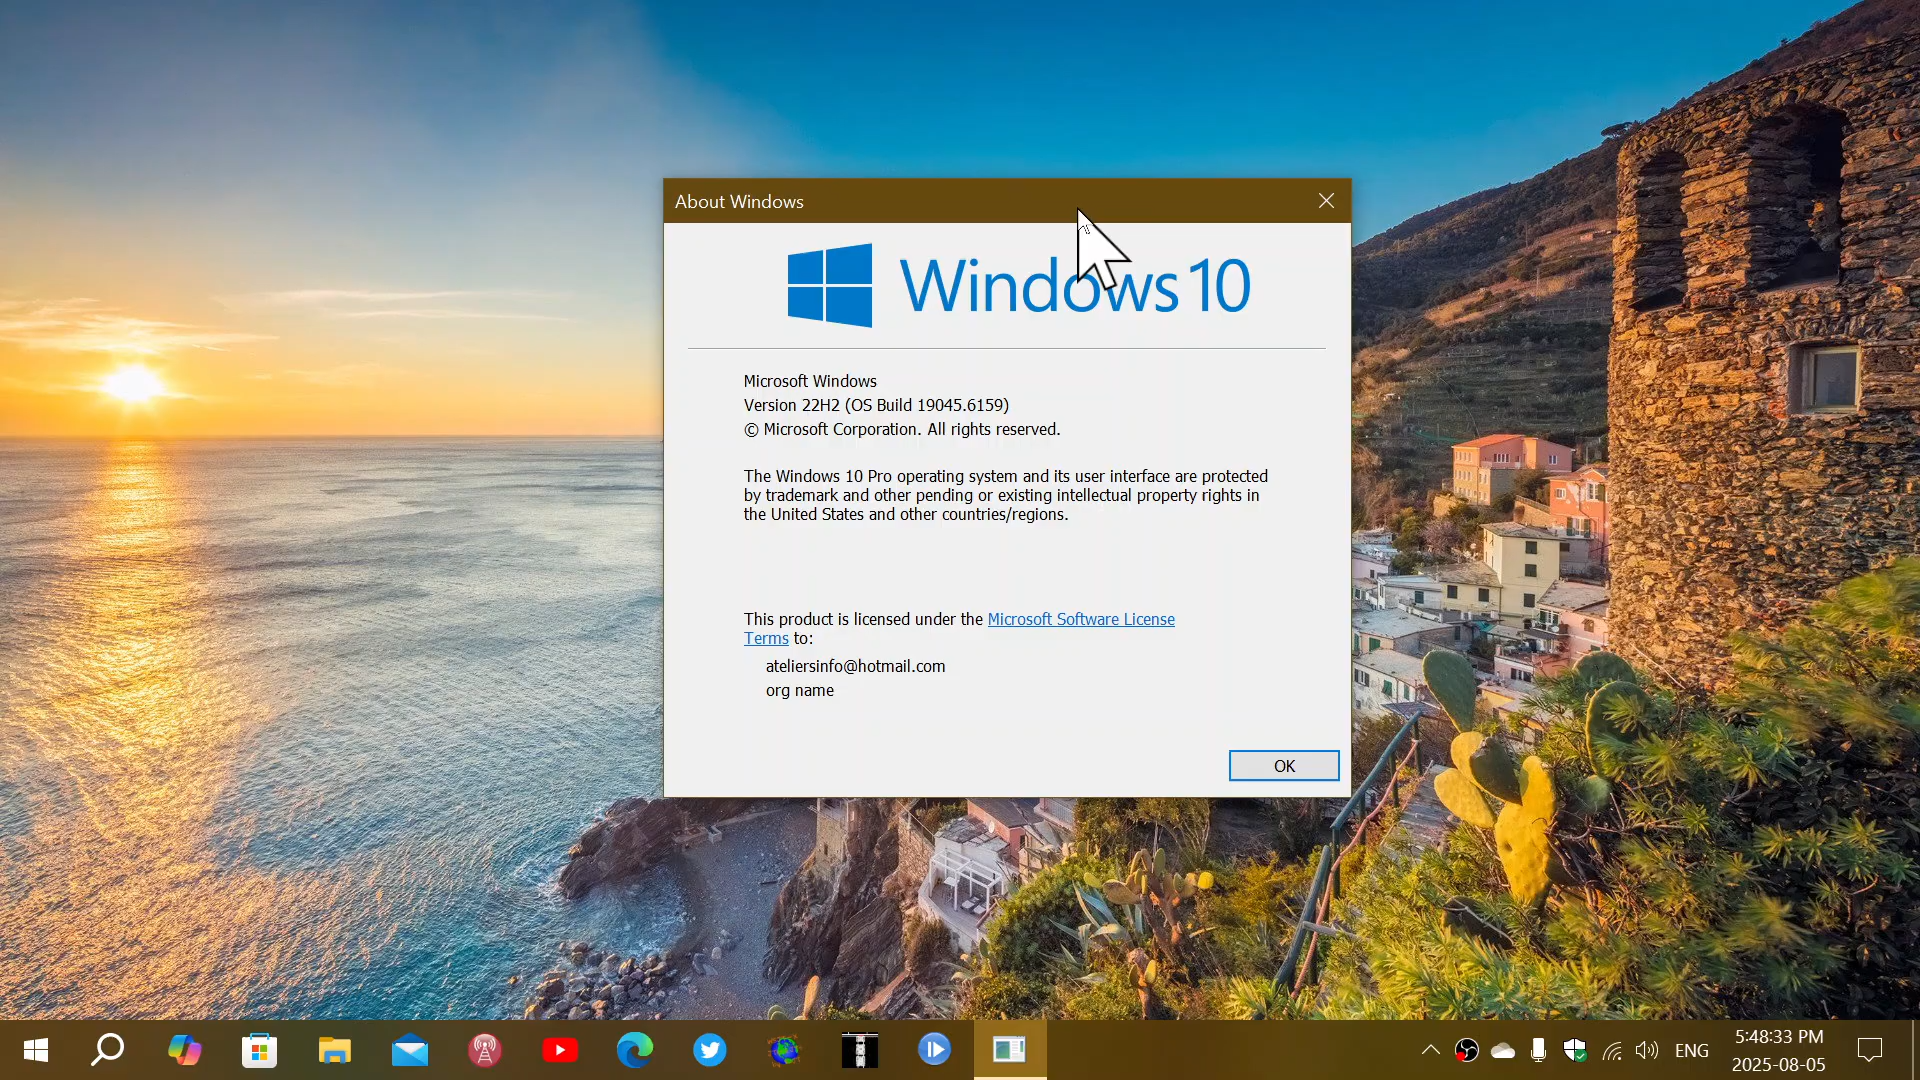 About Windows
Windows 10
Microsoft Windows
Version 22H2 (OS Build 19045.6159)
© Microsoft Corporation. All rights reserved.
The Windows 10 Pro operating system and its user interface are protected
by trademark and other pending or existing intellectual property rights in
the United States and other countries/regions.
This product is licensed under the Microsoft Software License
Terms to:
ateliersinfo@hotmail.com
org name
OK
ENG
5:48:33 PM
2025-08-05